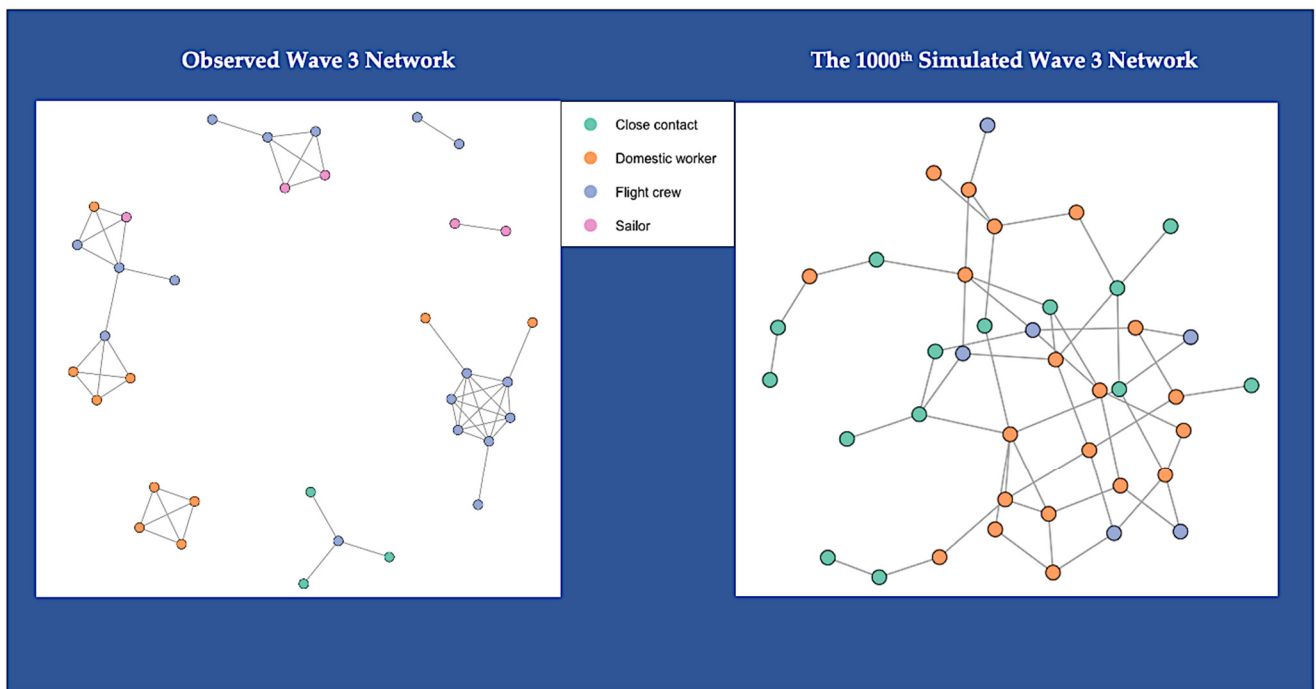 Observed Wave 3 Network
The 1000th Simulated Wave 3 Network
Close contact
Domestic worker
Flight crew
Sailor